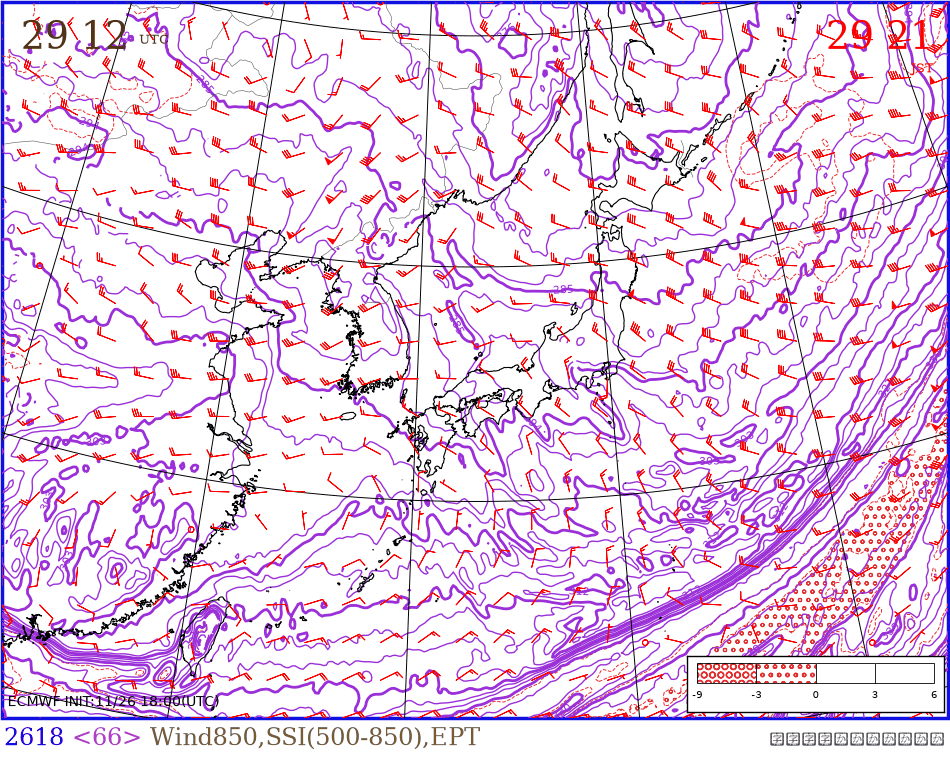 29 12 UTC
29 21
JST
285
285
ECMWF INIT:11/26 18:00(UTC)
-9 -3 0 3 6
2618 <66> Wind850,SSI(500-850),EPT